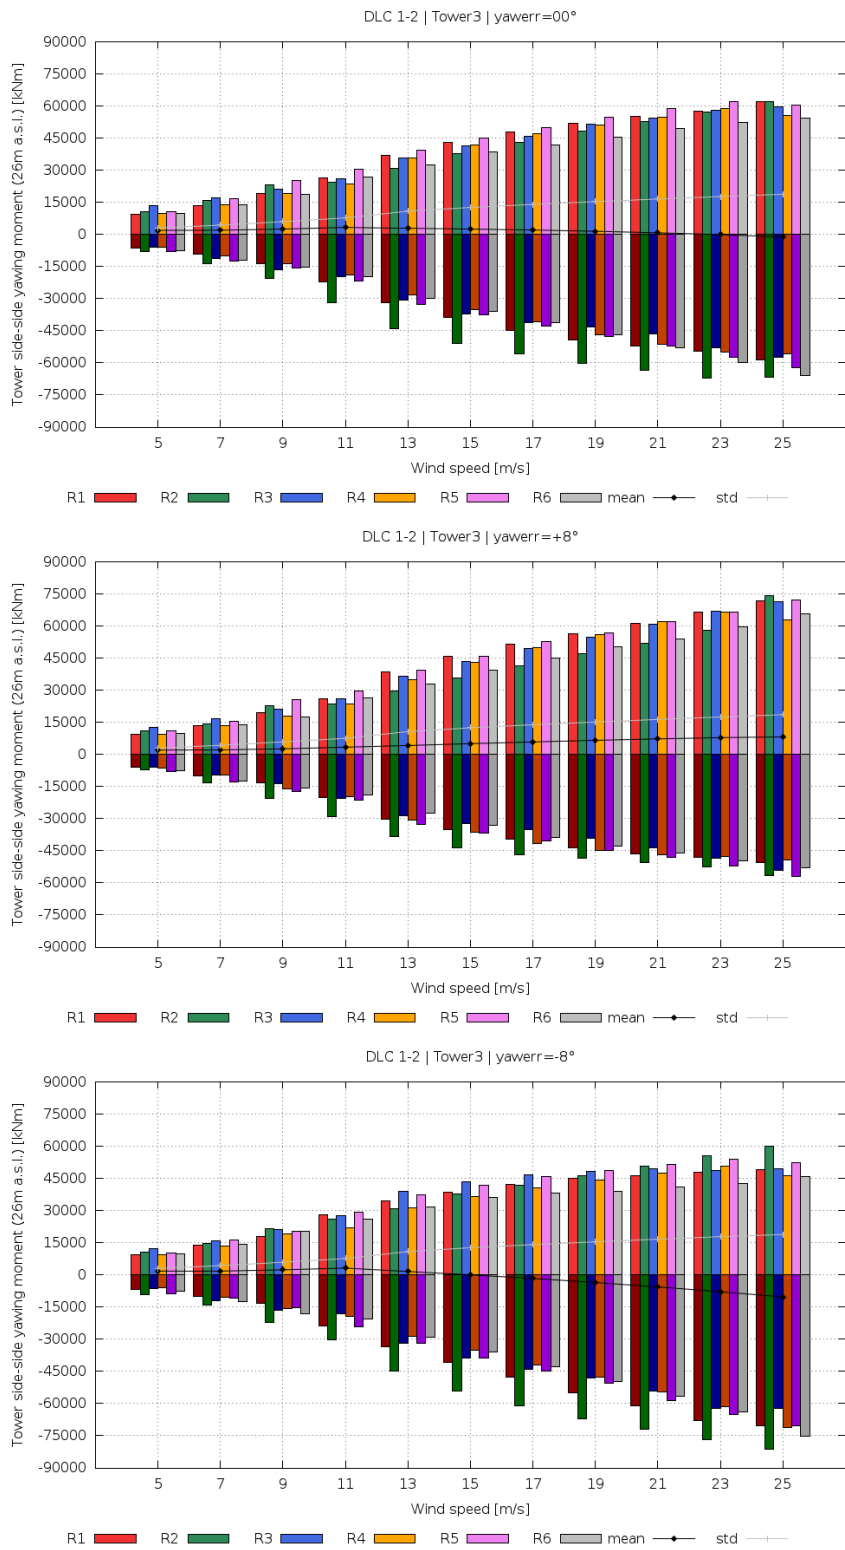 DLC 1-2 | Tower3 | yawerr=00°
Tower side-side yawing moment (26m a.s.l.) [kNm]
90000
75000
60000
45000
30000
15000
0
-15000
-30000
-45000
-60000
-75000
-90000
5 7 9 11 13 15 17 19 21 23 25
Wind speed [m/s]
R1 R2 R3 R4 R5 R6 mean std
DLC 1-2 | Tower3 | yawerr=+8°
Tower side-side yawing moment (26m a.s.l.) [kNm]
90000
75000
60000
45000
30000
15000
0
-15000
-30000
-45000
-60000
-75000
-90000
5 7 9 11 13 15 17 19 21 23 25
Wind speed [m/s]
R1 R2 R3 R4 R5 R6 mean std
DLC 1-2 | Tower3 | yawerr=-8°
Tower side-side yawing moment (26m a.s.l.) [kNm]
90000
75000
60000
45000
30000
15000
0
-15000
-30000
-45000
-60000
-75000
-90000
5 7 9 11 13 15 17 19 21 23 25
Wind speed [m/s]
R1 R2 R3 R4 R5 R6 mean std